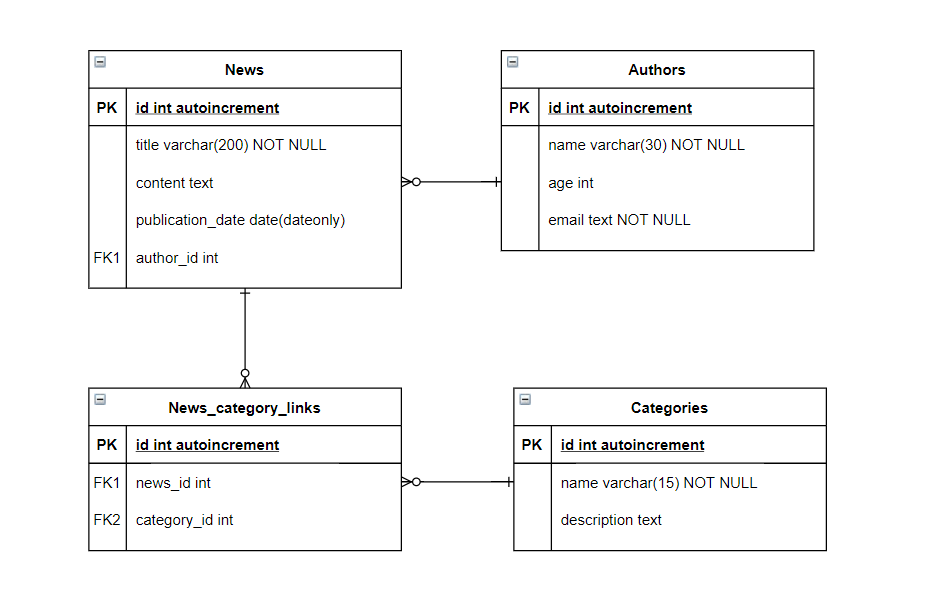 News
PK id int autoincrement
title varchar(200) NOT NULL
content text
publication_date date(dateonly)
FK1 author_id int
Authors
PK id int autoincrement
name varchar(30) NOT NULL
age int
email text NOT NULL
News_category_links
PK id int autoincrement
FK1 news_id int
FK2 category_id int
Categories
PK id int autoincrement
name varchar(15) NOT NULL
description text